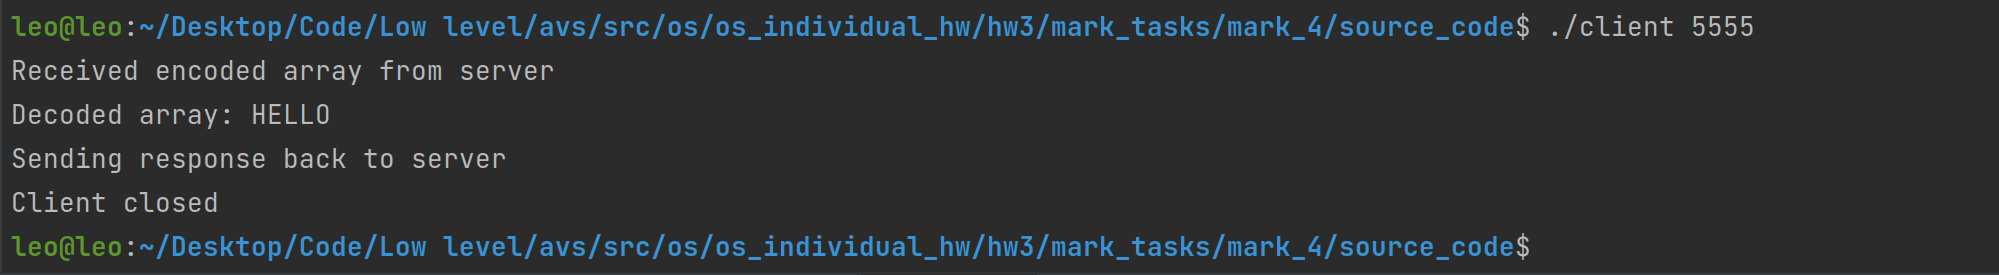 leo@leo:~/Desktop/Code/Low level/avs/src/os/os_individual_hw/hw3/mark_tasks/mark_4/source_code$ ./client 5555
Received encoded array from server
Decoded array: HELLO
Sending response back to server
Client closed
leo@leo:~/Desktop/Code/Low level/avs/src/os/os_individual_hw/hw3/mark_tasks/mark_4/source_code$